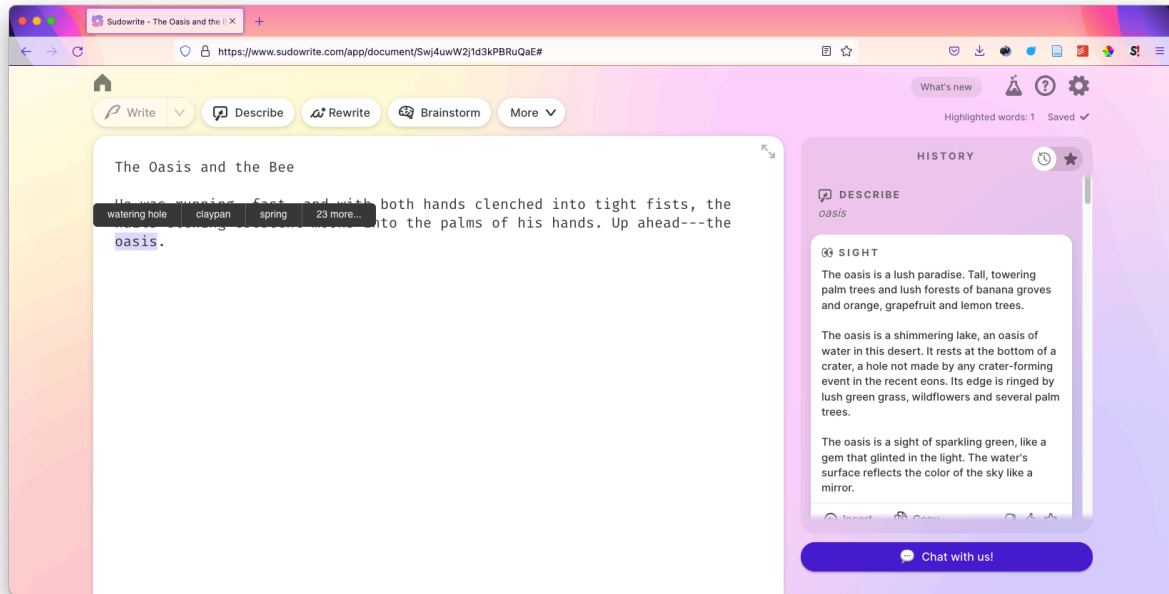 Sudowrite - The Oasis and the
https://www.sudowrite.com/app/document/Swj4uwW2j1d3kPBRuQaE#
What's new
Write
Describe
Rewrite
Brainstorm
More
Highlighted words: 1
Saved
The Oasis and the Bee
He was running, fast, and with both hands clenched into tight fists, the
watering hole
claypan
spring
23 more...
into the palms of his hands. Up ahead---the
oasis.
HISTORY
DESCRIBE
oasis
SIGHT
The oasis is a lush paradise. Tall, towering
palm trees and lush forests of banana groves
and orange, grapefruit and lemon trees.
The oasis is a shimmering lake, an oasis of
water in this desert. It rests at the bottom of a
crater, a hole not made by any crater-forming
event in the recent eons. Its edge is ringed by
lush green grass, wildflowers and several palm
trees.
The oasis is a sight of sparkling green, like a
gem that glinted in the light. The water's
surface reflects the color of the sky like a
mirror.
Insert
Copy
Chat with us!